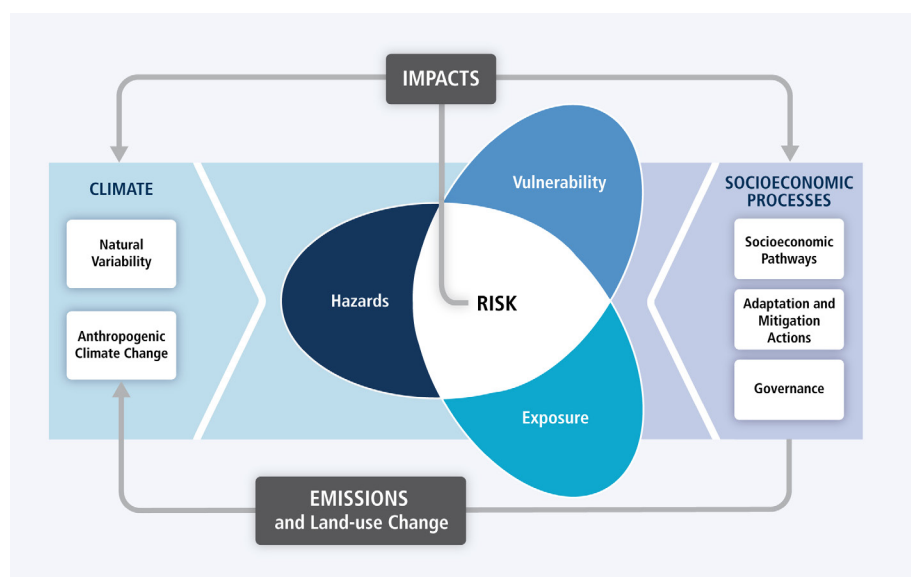 IMPACTS
CLIMATE
Natural
Variability
Anthropogenic
Climate Change
Vulnerability
Hazards
RISK
Exposure
SOCIOECONOMIC
PROCESSES
Socioeconomic
Pathways
Adaptation and
Mitigation
Actions
Governance
EMISSIONS
and Land-use Change